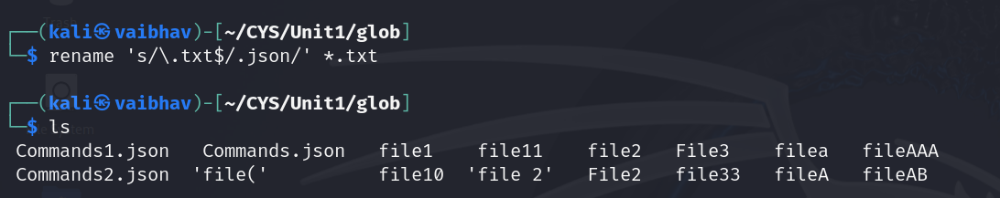 ┌──(kali㉿vaibhav)-[~/CYS/Unit1/glob]
└─$ rename 's/\.txt$/.json/' *.txt
┌──(kali㉿vaibhav)-[~/CYS/Unit1/glob]
└─$ ls
Commands1.json   Commands.json   file1    file11    file2   File3    filea   fileAAA
Commands2.json  'file('          file10  'file 2'   File2   file33   fileA   fileAB